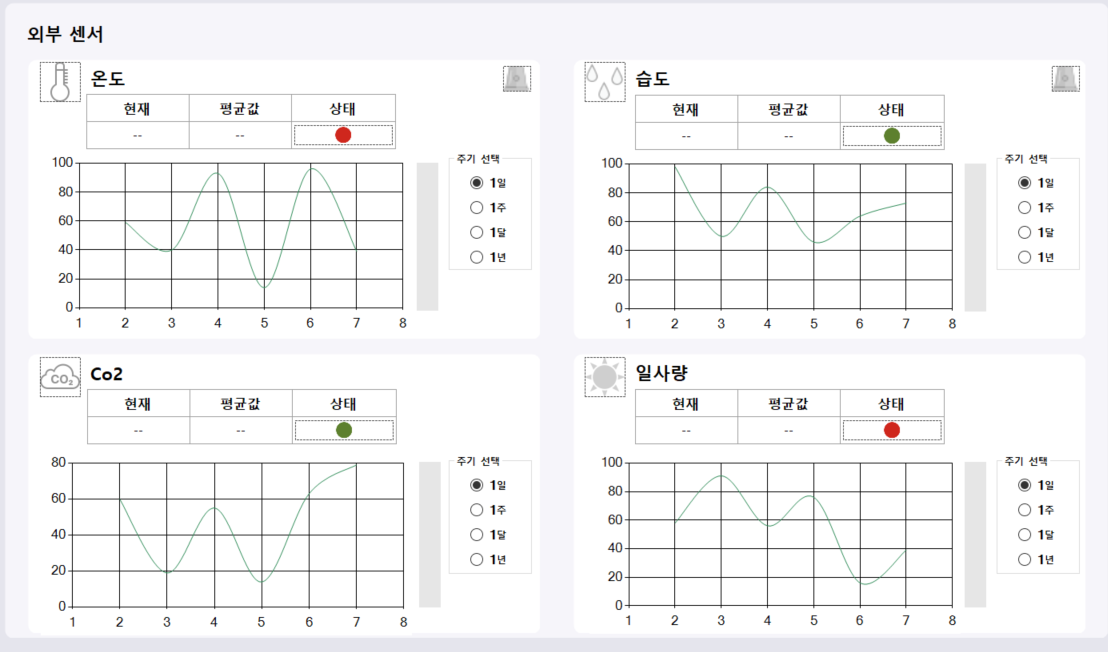 외부 센서
온도
현재 평균값 상태
-- --
주기 선택
1일
1주
1달
1년
100
80
60
40
20
0
1 2 3 4 5 6 7 8
습도
현재 평균값 상태
-- --
주기 선택
1일
1주
1달
1년
100
80
60
40
20
0
1 2 3 4 5 6 7 8
CO₂
Co2
현재 평균값 상태
-- --
주기 선택
1일
1주
1달
1년
80
60
40
20
0
1 2 3 4 5 6 7 8
일사량
현재 평균값 상태
-- --
주기 선택
1일
1주
1달
1년
100
80
60
40
20
0
1 2 3 4 5 6 7 8